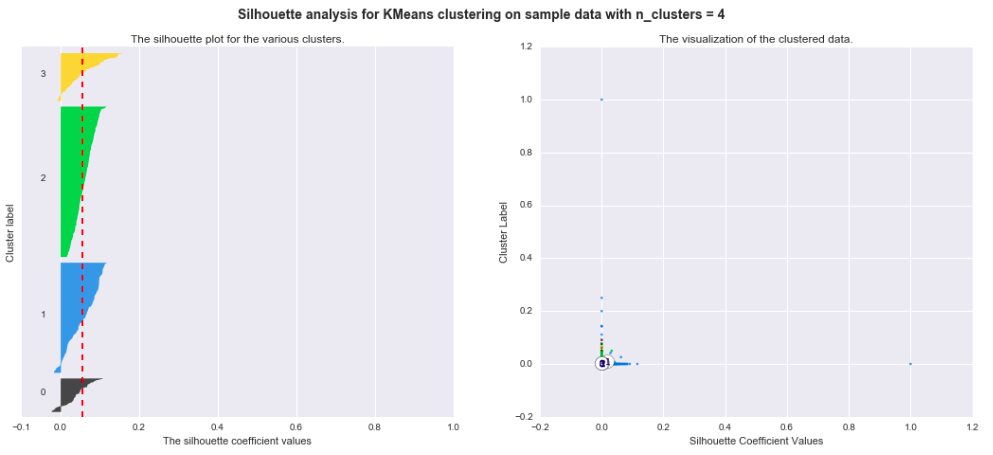 Silhouette analysis for KMeans clustering on sample data with n_clusters = 4
The silhouette plot for the various clusters.
3
2
1
0
Cluster label
−0.1 0.0 0.2 0.4 0.6 0.8 1.0
The silhouette coefficient values
The visualization of the clustered data.
1.2
1.0
0.8
0.6
0.4
0.2
0.0
−0.2
Cluster Label
1
−0.2 0.0 0.2 0.4 0.6 0.8 1.0 1.2
Silhouette Coefficient Values